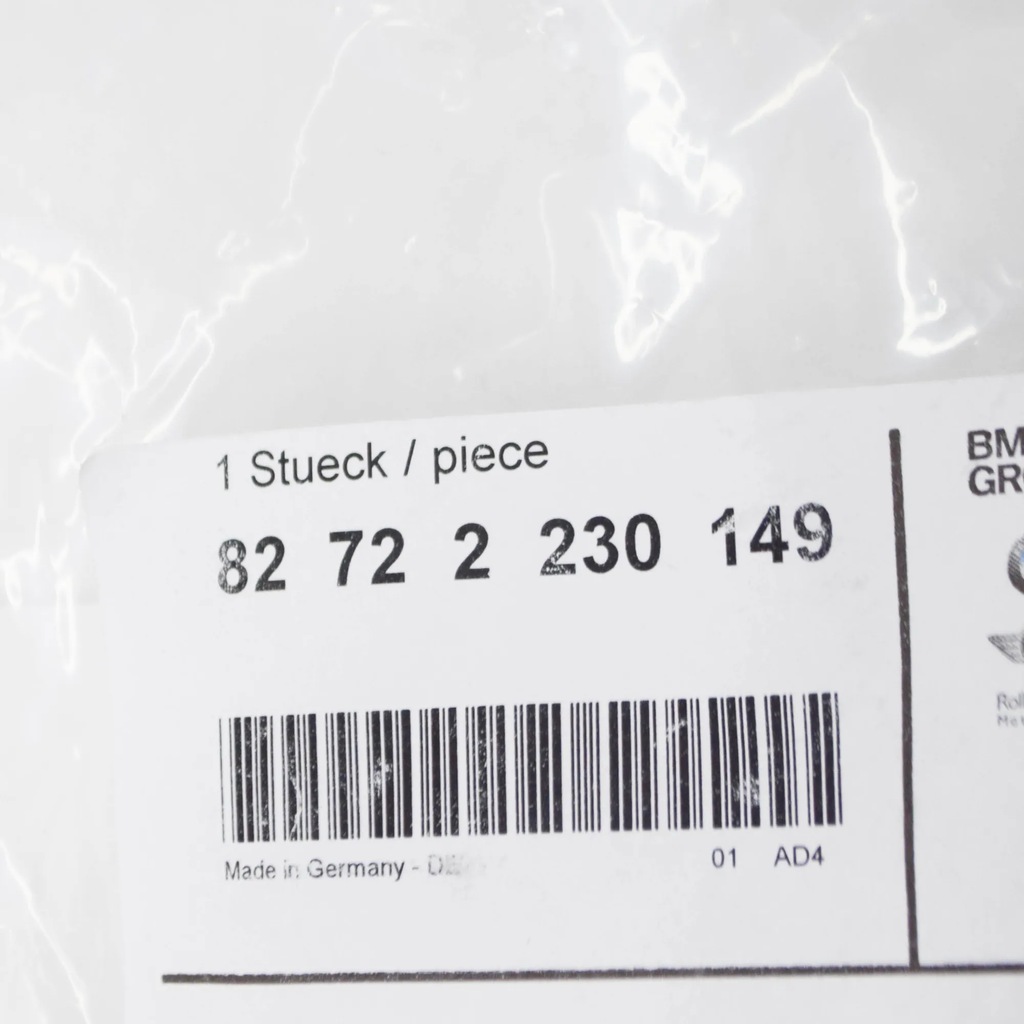 1 Stueck / piece
82 72 2 230 149
Made in Germany -
01 AD4
BM
GR